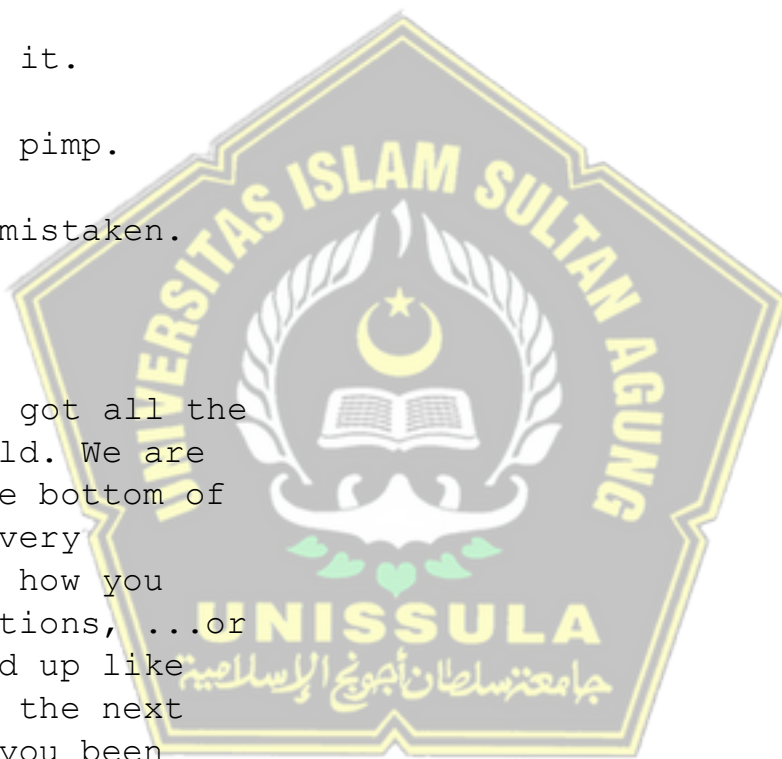 it.
pimp.
mistaken.
got all the
ld. We are
e bottom of
very
how you
tions, ...or
d up like
the next
you been
UNIVERSITAS ISLAM SULTAN AGUNG
UNISSULA
جامعة سلطان أجونج الإسلامية